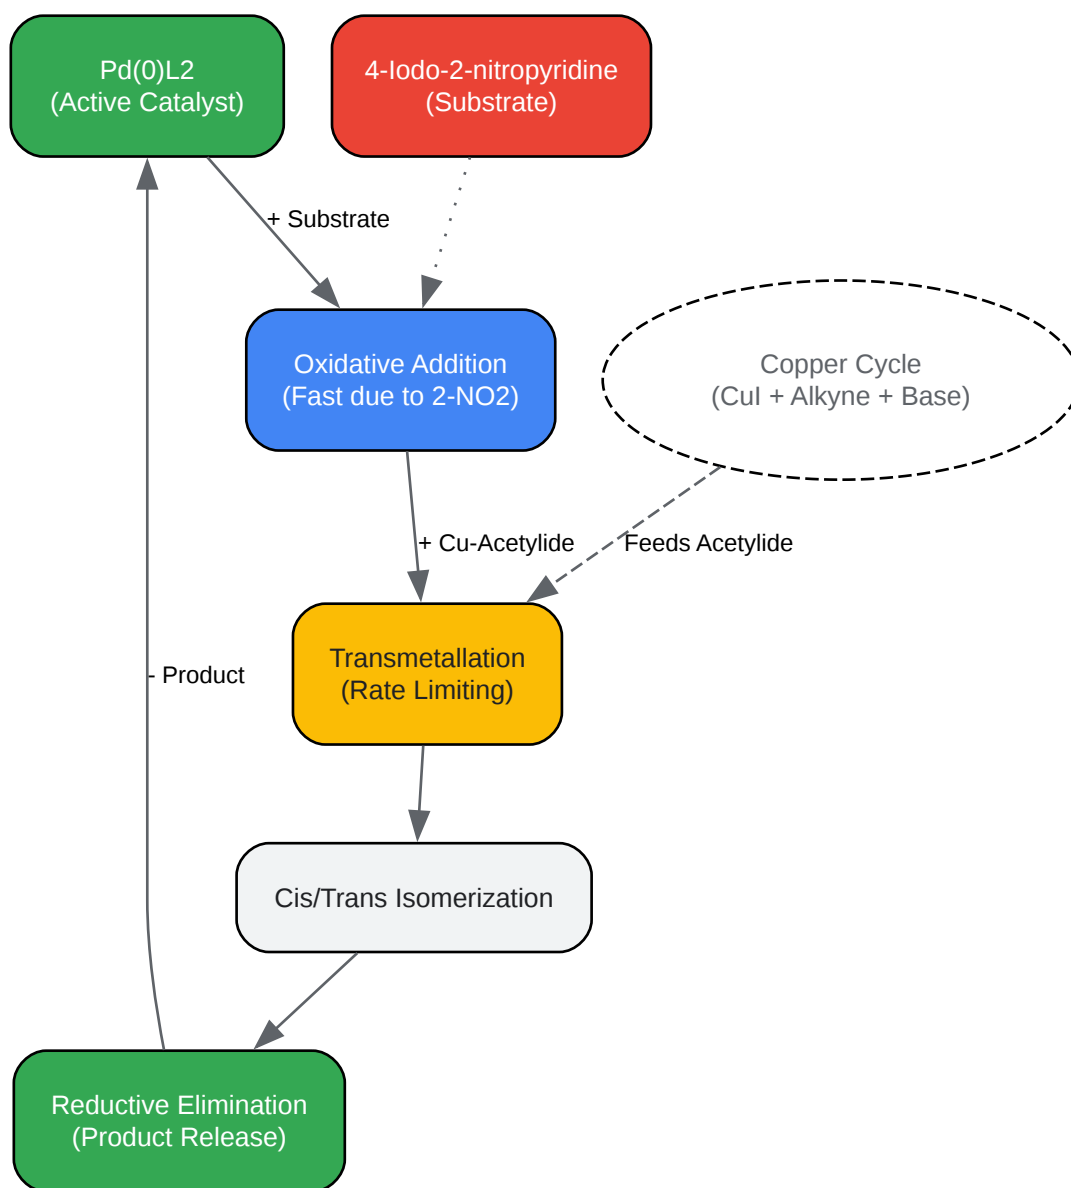 Pd(0)L2
(Active Catalyst)
4-Iodo-2-nitropyridine
(Substrate)
+ Substrate
Oxidative Addition
(Fast due to 2-NO2)
Copper Cycle
(CuI + Alkyne + Base)
+ Cu-Acetylide
Feeds Acetylide
Transmetallation
(Rate Limiting)
- Product
Cis/Trans Isomerization
Reductive Elimination
(Product Release)